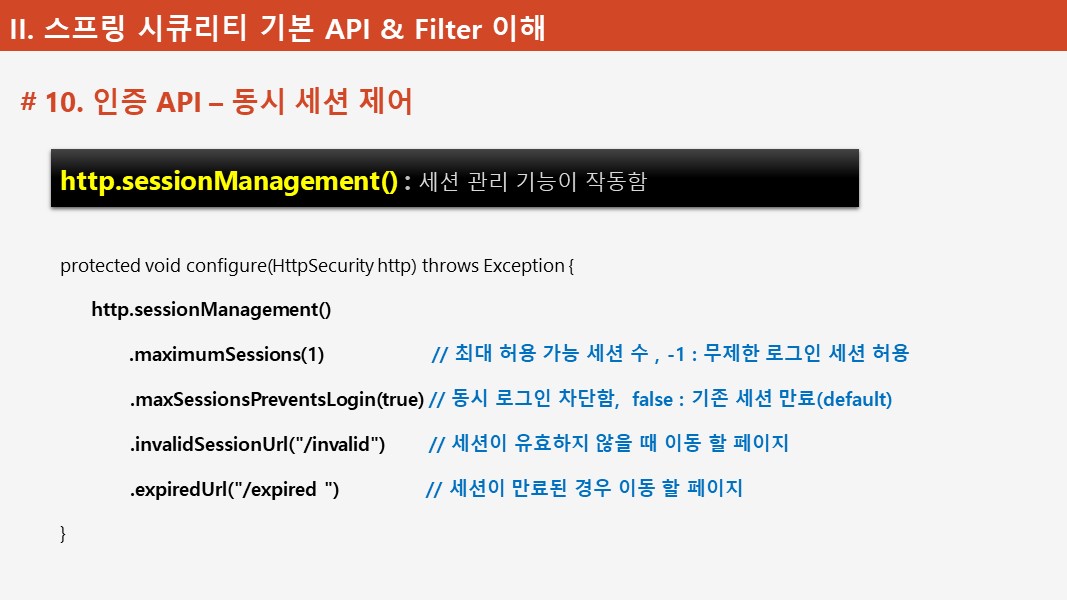 II. 스프링 시큐리티 기본 API & Filter 이해
# 10. 인증 API – 동시 세션 제어
http.sessionManagement() : 세션 관리 기능이 작동함
protected void configure(HttpSecurity http) throws Exception {
http.sessionManagement()
.maximumSessions(1) // 최대 허용 가능 세션 수 , -1 : 무제한 로그인 세션 허용
.maxSessionsPreventsLogin(true) // 동시 로그인 차단함, false : 기존 세션 만료(default)
.invalidSessionUrl("/invalid") // 세션이 유효하지 않을 때 이동 할 페이지
.expiredUrl("/expired ") // 세션이 만료된 경우 이동 할 페이지
}